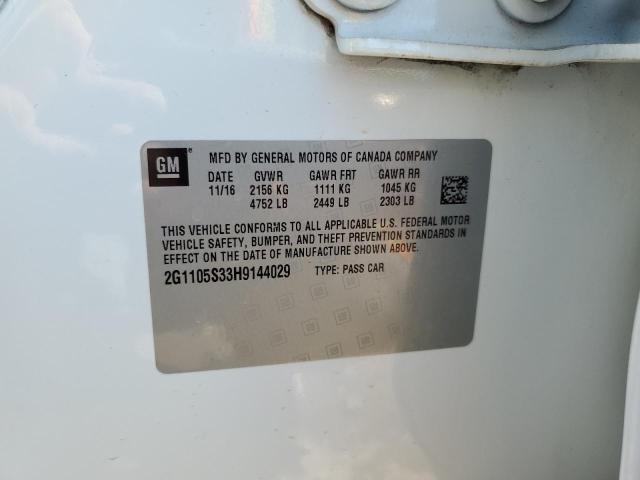 GM
MFD BY GENERAL MOTORS OF CANADA COMPANY
DATE GVWR GAWR FRT GAWR RR
11/16 2156 KG 1111 KG 1045 KG
4752 LB 2449 LB 2303 LB
THIS VEHICLE CONFORMS TO ALL APPLICABLE U.S. FEDERAL MOTOR
VEHICLE SAFETY, BUMPER, AND THEFT PREVENTION STANDARDS IN
EFFECT ON THE DATE OF MANUFACTURE SHOWN ABOVE.
2G1105S33H9144029 TYPE: PASS CAR